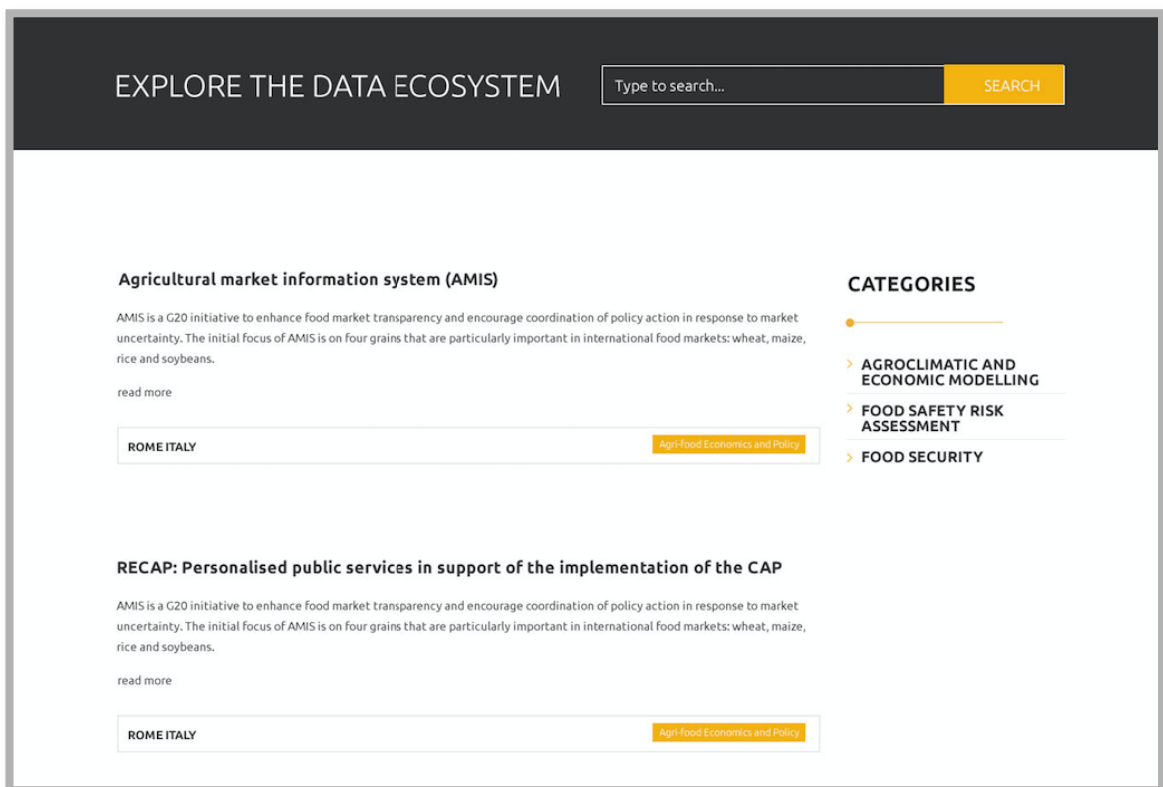 EXPLORE THE DATA ECOSYSTEM
Type to search...
SEARCH
Agricultural market information system (AMIS)
AMIS is a G20 initiative to enhance food market transparency and encourage coordination of policy action in response to market
uncertainty. The initial focus of AMIS is on four grains that are particularly important in international food markets: wheat, maize,
rice and soybeans.
read more
ROME ITALY
Agri-food Economics and Policy
RECAP: Personalised public services in support of the implementation of the CAP
AMIS is a G20 initiative to enhance food market transparency and encourage coordination of policy action in response to market
uncertainty. The initial focus of AMIS is on four grains that are particularly important in international food markets: wheat, maize,
rice and soybeans.
read more
ROME ITALY
Agri-food Economics and Policy
CATEGORIES
AGROCLIMATIC AND
ECONOMIC MODELLING
FOOD SAFETY RISK
ASSESSMENT
FOOD SECURITY